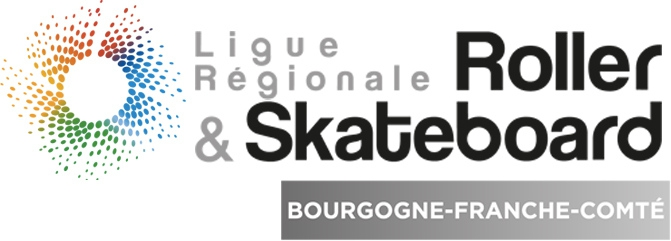 Ligue
Régionale Roller
& Skateboard
BOURGOGNE-FRANCHE-COMTÉ